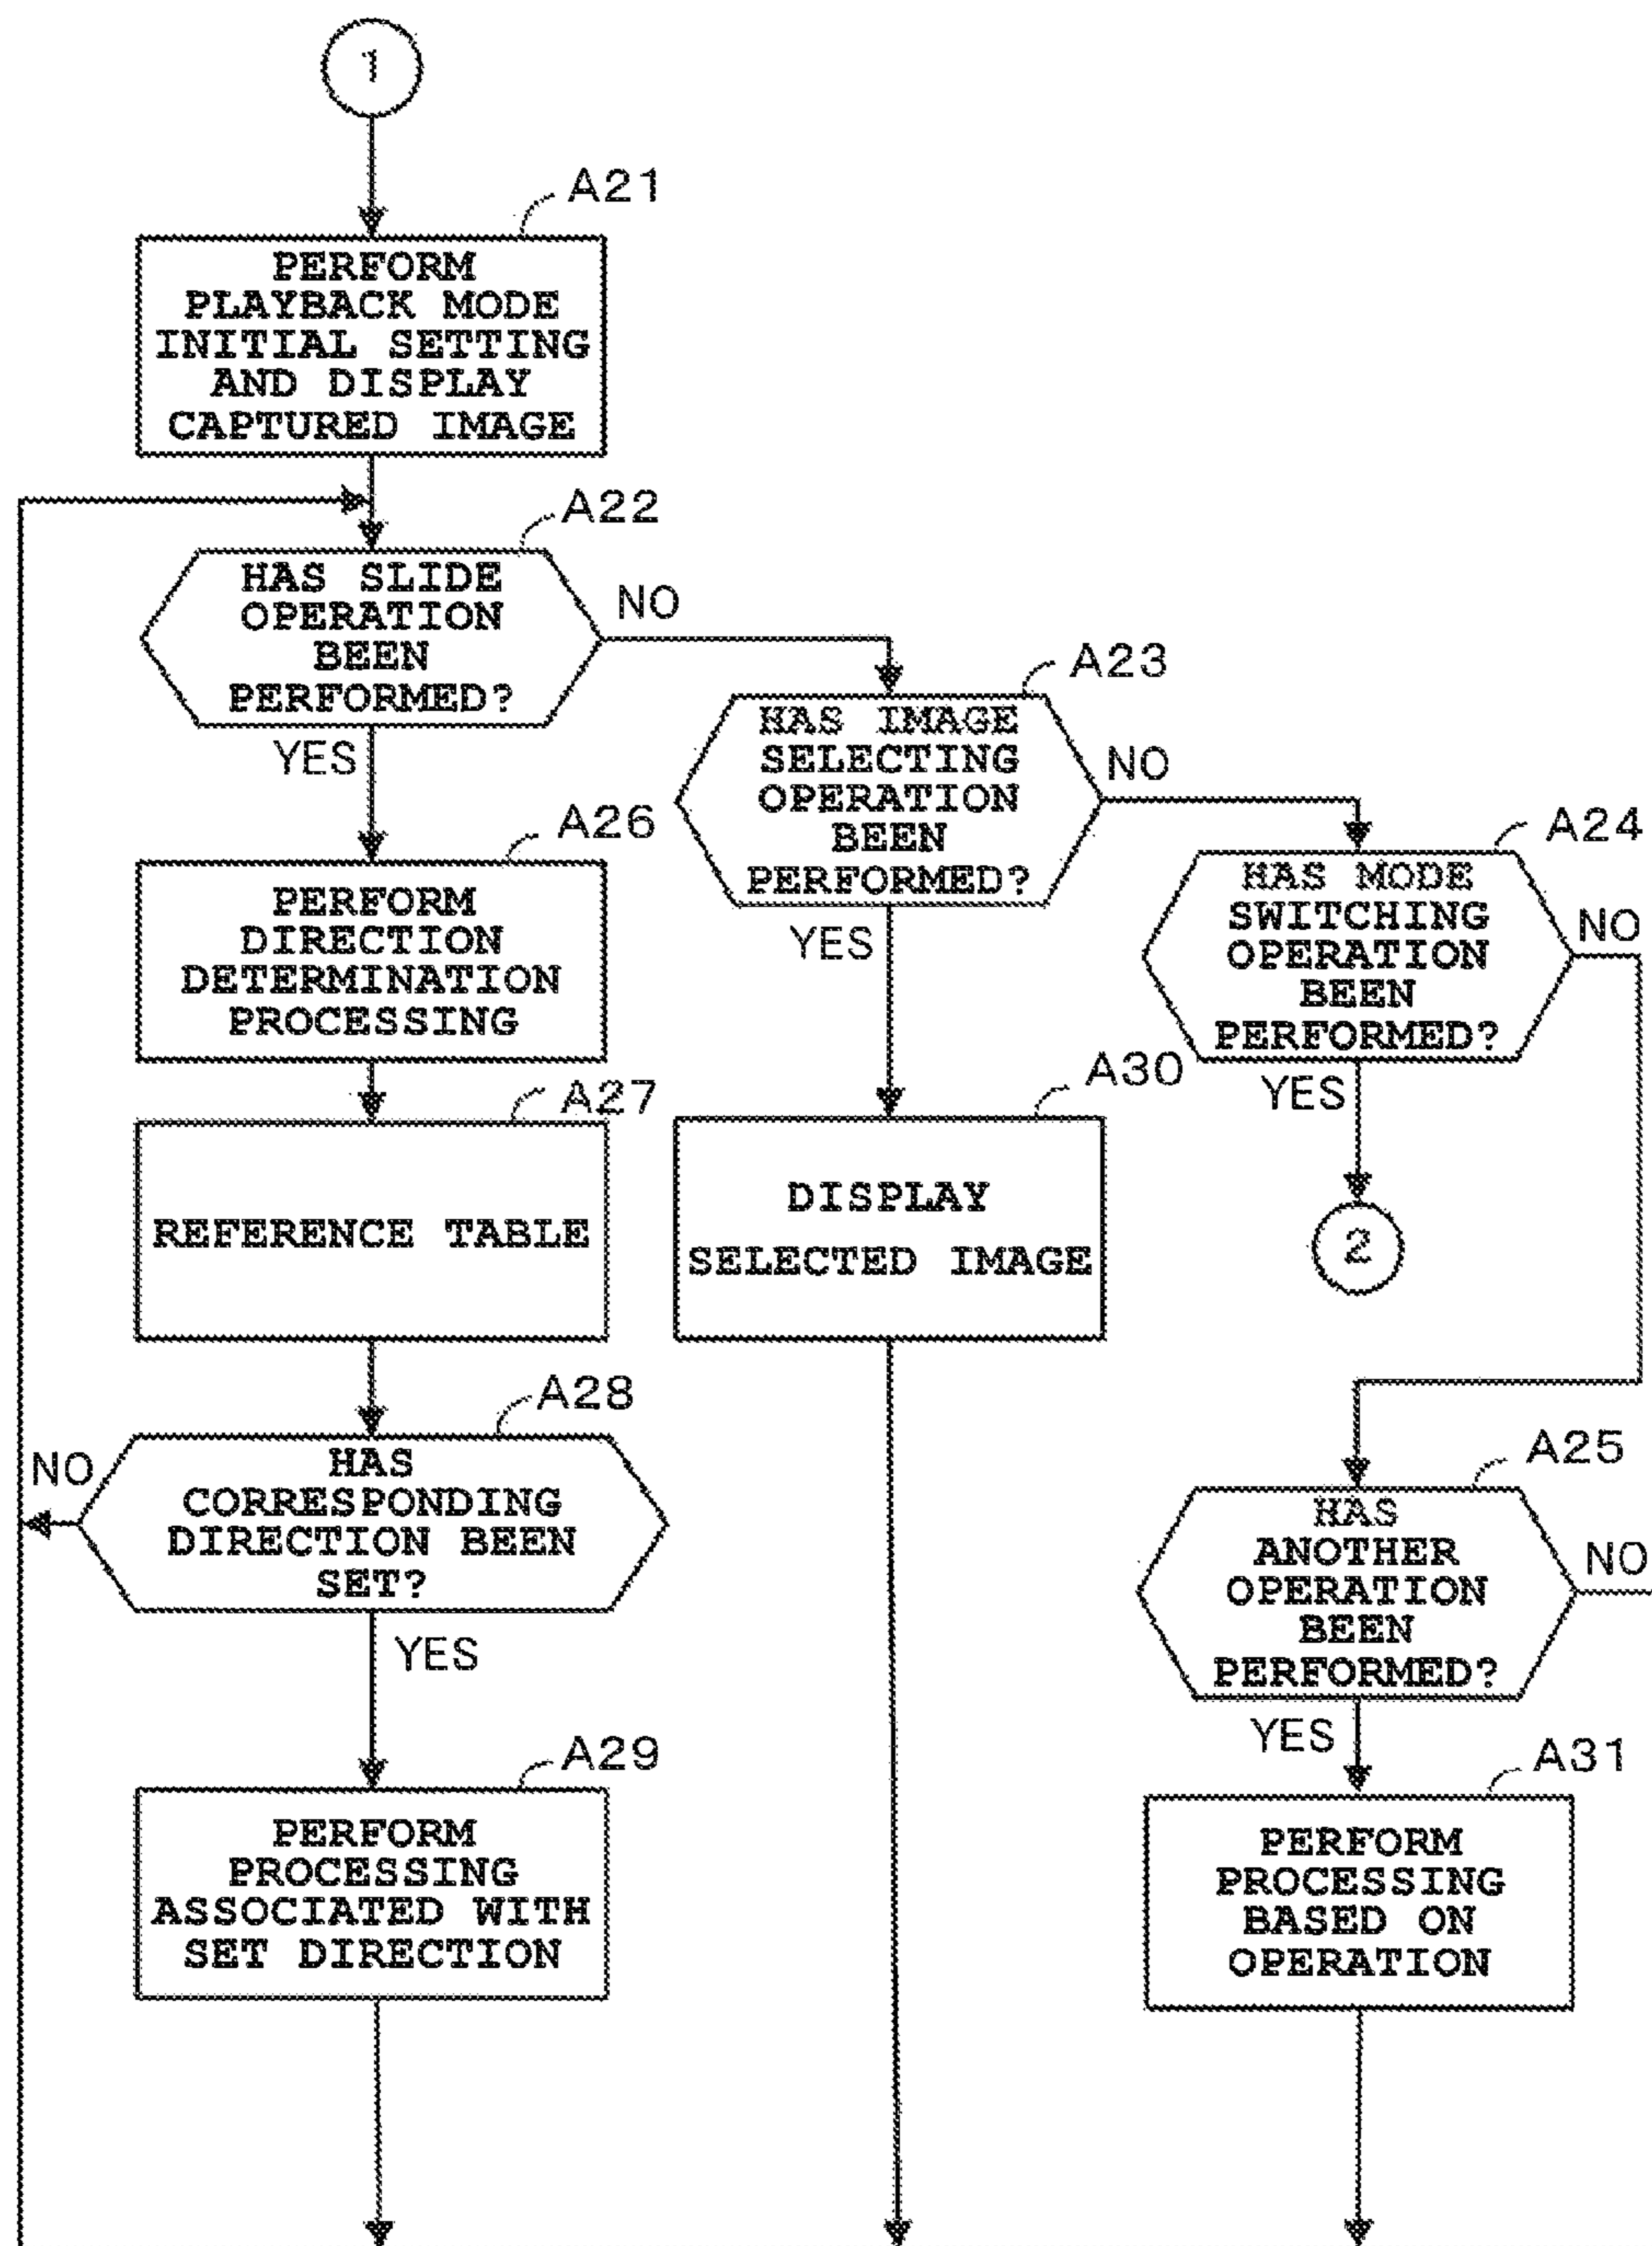 1
A21
PERFORM
PLAYBACK MODE
INITIAL SETTING
AND DISPLAY
CAPTURED IMAGE
A22
HAS SLIDE
OPERATION
BEEN
PERFORMED?
NO
YES
A23
HAS IMAGE
SELECTING
OPERATION
BEEN
PERFORMED?
NO
YES
A24
HAS MODE
SWITCHING
OPERATION
BEEN
PERFORMED?
NO
YES
2
A26
PERFORM
DIRECTION
DETERMINATION
PROCESSING
A27
REFERENCE TABLE
A30
DISPLAY
SELECTED IMAGE
A28
HAS
CORRESPONDING
DIRECTION BEEN
SET?
NO
YES
A25
HAS
ANOTHER
OPERATION
BEEN
PERFORMED?
NO
YES
A29
PERFORM
PROCESSING
ASSOCIATED WITH
SET DIRECTION
A31
PERFORM
PROCESSING
BASED ON
OPERATION